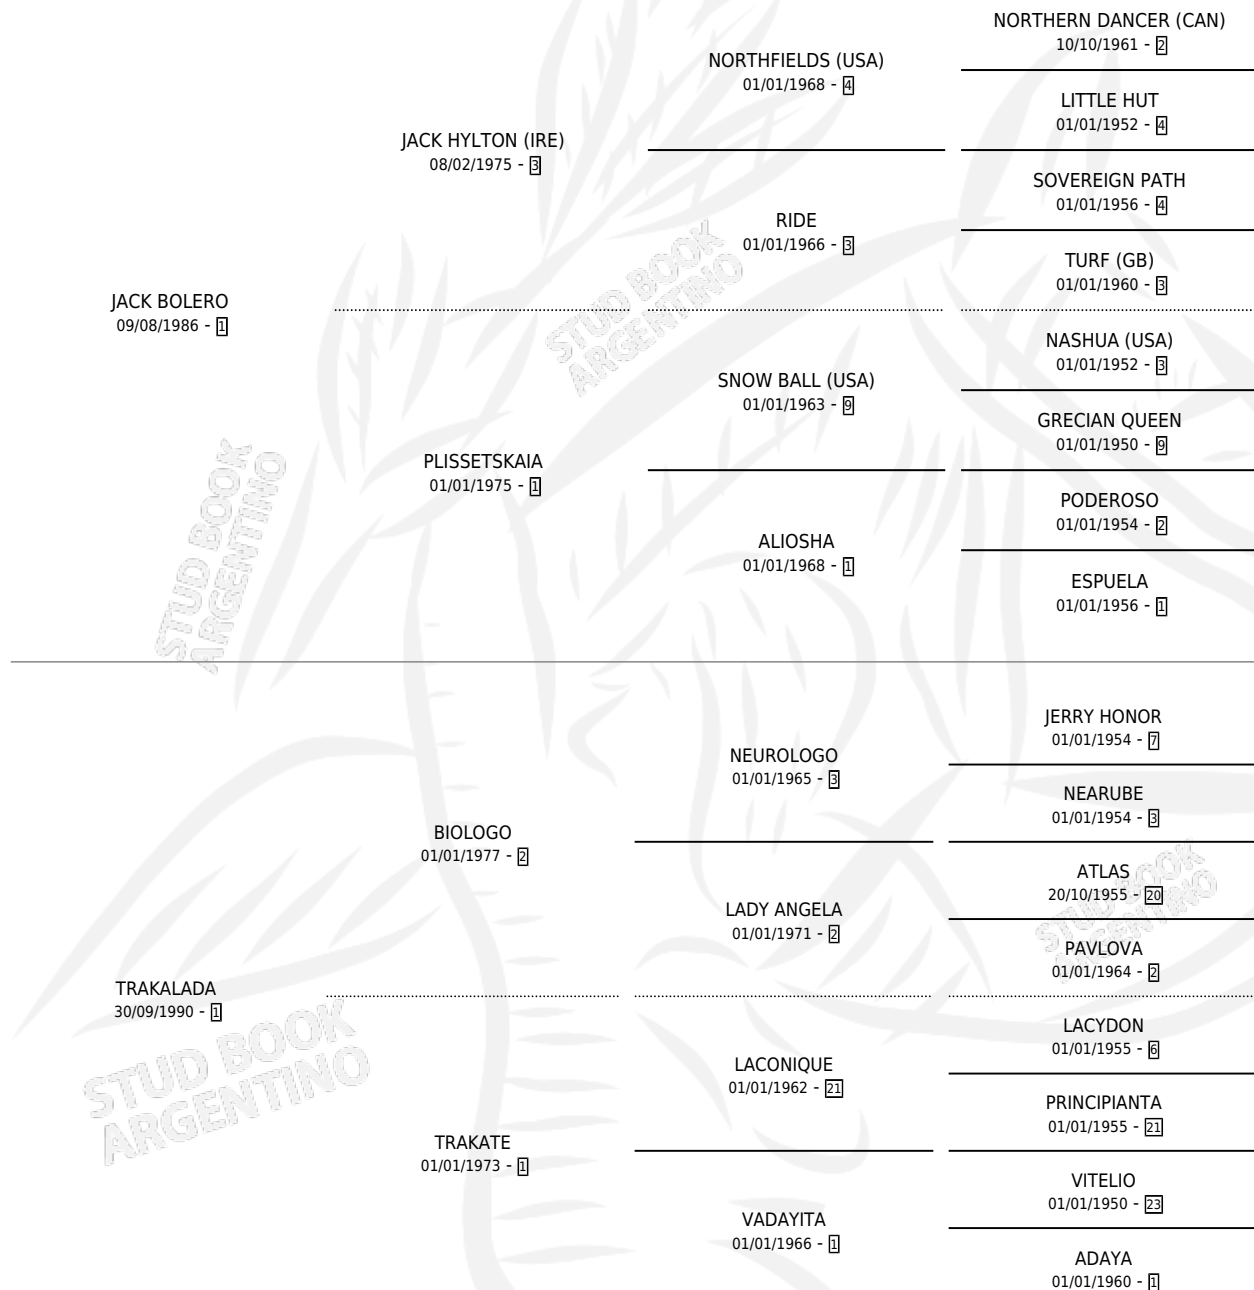 NORTHERN DANCER (CAN)
10/10/1961 - 2
NORTHFIELDS (USA)
01/01/1968 - 4
LITTLE HUT
01/01/1952 - 4
JACK HYLTON (IRE)
08/02/1975 - 3
SOVEREIGN PATH
01/01/1956 - 4
RIDE
01/01/1966 - 3
TURF (GB)
01/01/1960 - 3
JACK BOLERO
09/08/1986 - 1
NASHUA (USA)
01/01/1952 - 3
SNOW BALL (USA)
01/01/1963 - 9
GRECIAN QUEEN
01/01/1950 - 9
PLISSETSKAIA
01/01/1975 - 1
PODEROSO
01/01/1954 - 2
ALIOSHA
01/01/1968 - 1
ESPUELA
01/01/1956 - 1
STUD BOOK
ARGENTINO
STUD BOOK
ARGENTINO
JERRY HONOR
01/01/1954 - 7
NEUROLOGO
01/01/1965 - 3
NEARUBE
01/01/1954 - 3
BIOLOGO
01/01/1977 - 2
ATLAS
20/10/1955 - 20
LADY ANGELA
01/01/1971 - 2
PAVLOVA
01/01/1964 - 2
STUD BOOK
ARGENTINO
TRAKALADA
30/09/1990 - 1
LACYDON
01/01/1955 - 6
LACONIQUE
01/01/1962 - 21
PRINCIPIANTA
01/01/1955 - 21
TRAKATE
01/01/1973 - 1
VITELIO
01/01/1950 - 23
VADAYITA
01/01/1966 - 1
ADAYA
01/01/1960 - 1
STUD BOOK
ARGENTINO